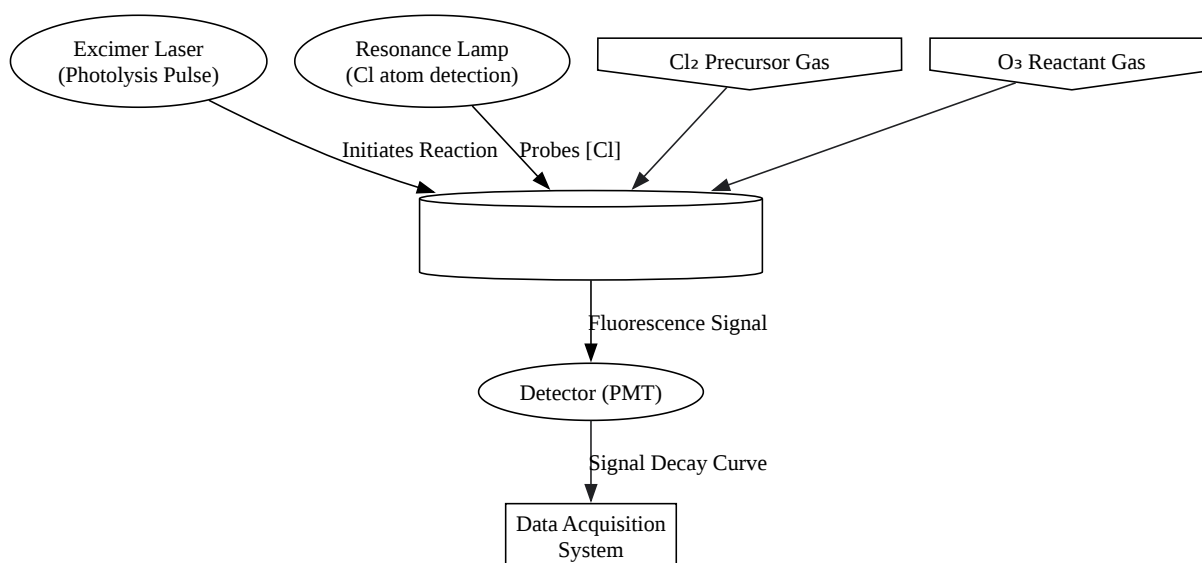 Excimer Laser
(Photolysis Pulse)
Resonance Lamp
(Cl atom detection)
Cl₂ Precursor Gas
O₃ Reactant Gas
Initiates Reaction
Probes [Cl]
Fluorescence Signal
Detector (PMT)
Signal Decay Curve
Data Acquisition
System